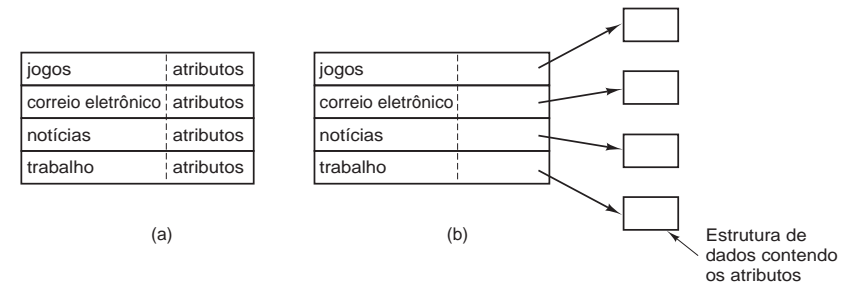 jogos atributos
correio eletrônico atributos
notícias atributos
trabalho atributos
(a)
jogos
correio eletrônico
notícias
trabalho
(b)
Estrutura de
dados contendo
os atributos